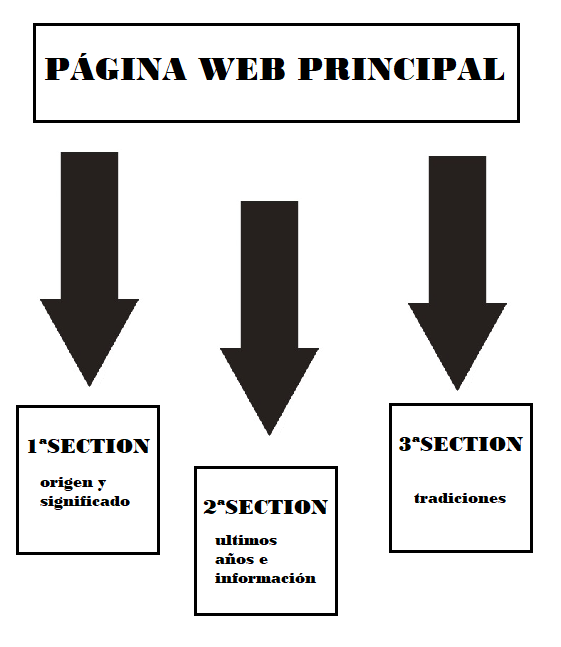 PÁGINA WEB PRINCIPAL
1ªSECTION
origen y
significado
2ªSECTION
ultimos
años e
información
3ªSECTION
tradiciones